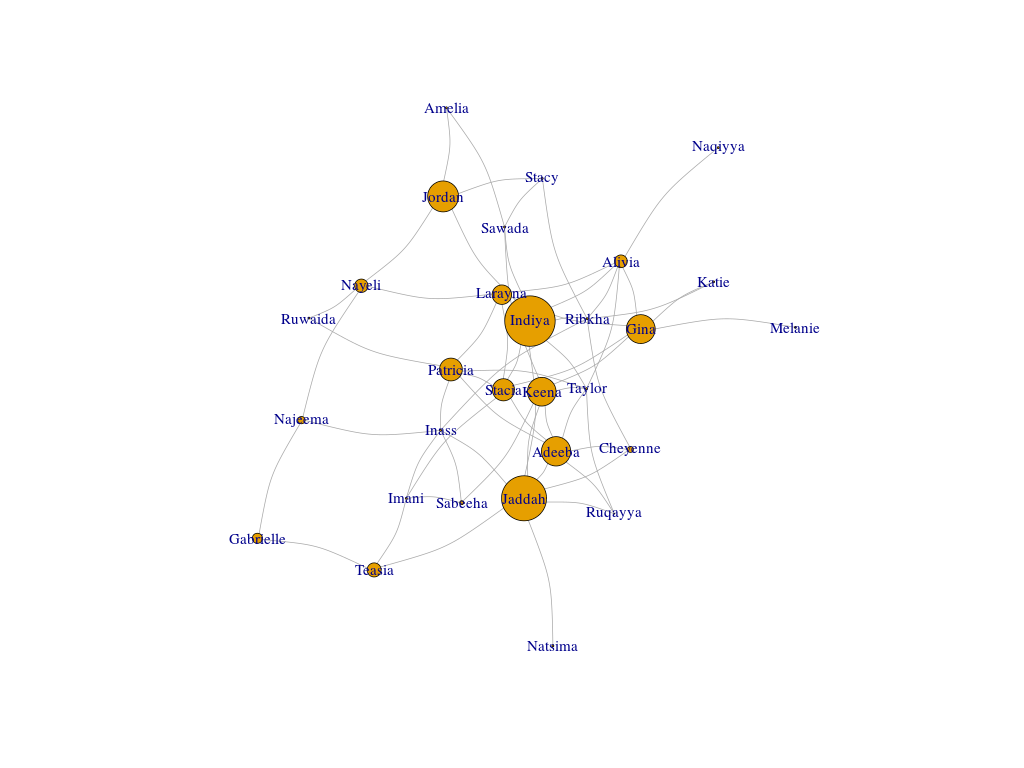 Amelia
Naqiyya
Stacy
Jordan
Sawada
Alivia
Katie
Nayeli
Larayna
Ruwaida
Indiya
Ribkha
Gina
Melanie
Patricia
Stacia
Keena
Taylor
Najeema
Inass
Adeeba
Cheyenne
Imani
Sabeeha
Jaddah
Ruqayya
Gabrielle
Teasia
Natsima